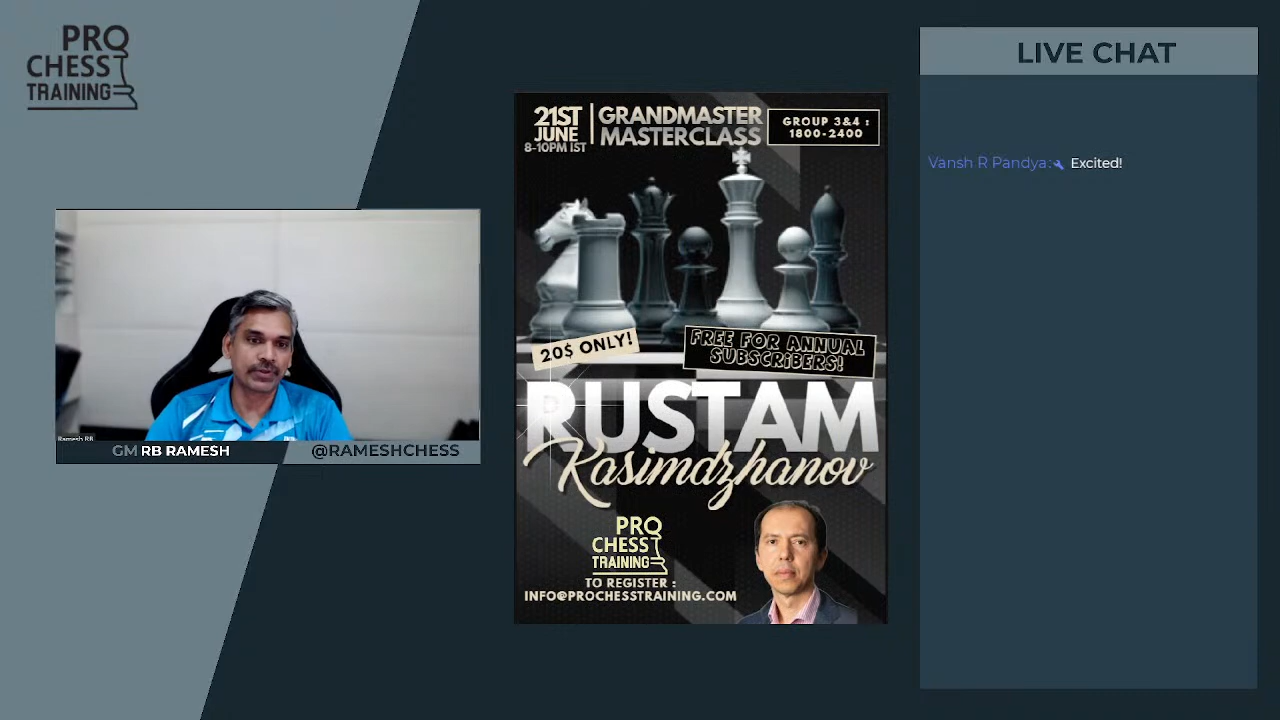 PRO
CHESS
TRAINING
Ramesh RB
GM RB RAMESH
@RAMESHCHESS
21ST
JUNE
8-10PM IST
GRANDMASTER
MASTERCLASS
GROUP 3&4 :
1800-2400
20$ ONLY!
FREE FOR ANNUAL
SUBSCRIBERS!
RUSTAM
Kasimdzhanov
PRO
CHESS
TRAINING
TO REGISTER :
INFO@PROCHESSTRAINING.COM
LIVE CHAT
Vansh R Pandya: Excited!